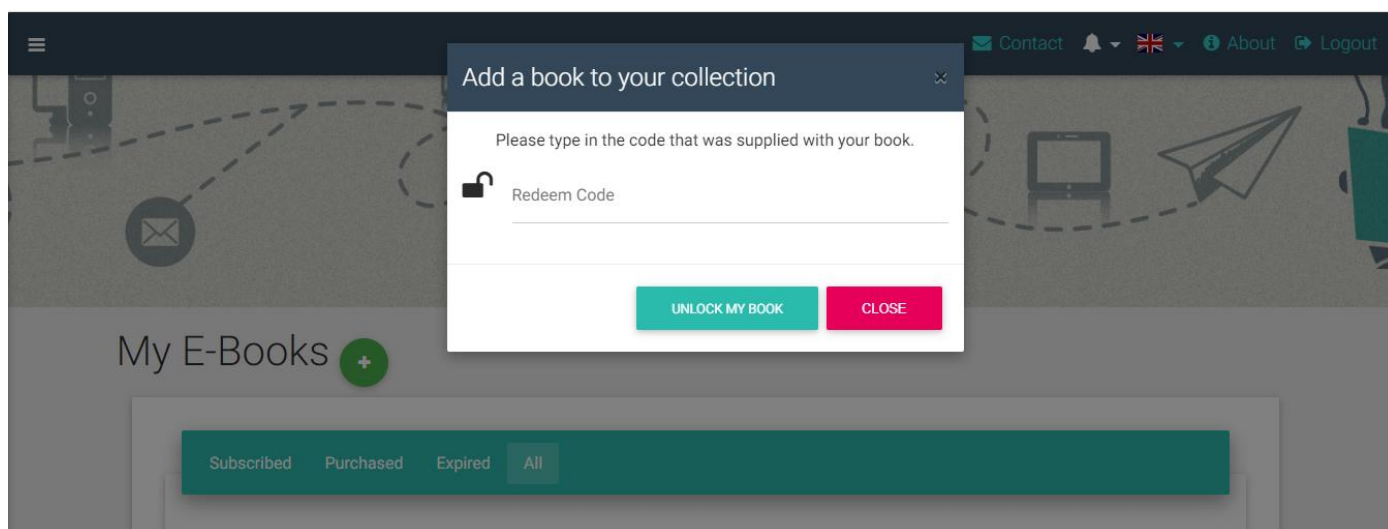 Contact About Logout
Add a book to your collection
Please type in the code that was supplied with your book.
Redeem Code
UNLOCK MY BOOK CLOSE
My E-Books
Subscribed Purchased Expired All